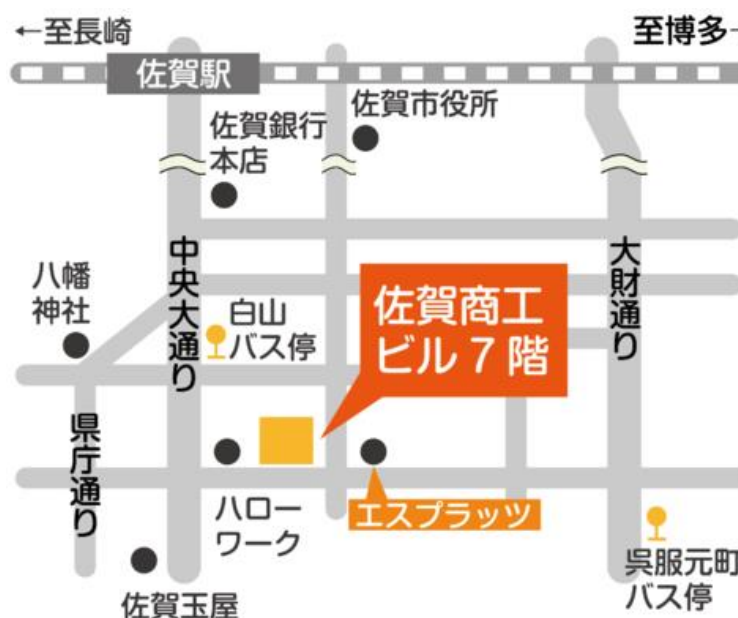 ←至長崎
至博多
佐賀駅
佐賀市役所
佐賀銀行
本店
中央大通り
大財通り
八幡
神社
白山
バス停
佐賀商工
ビル7階
県庁通り
ハロー
ワーク
エスプラッツ
呉服元町
バス停
佐賀玉屋